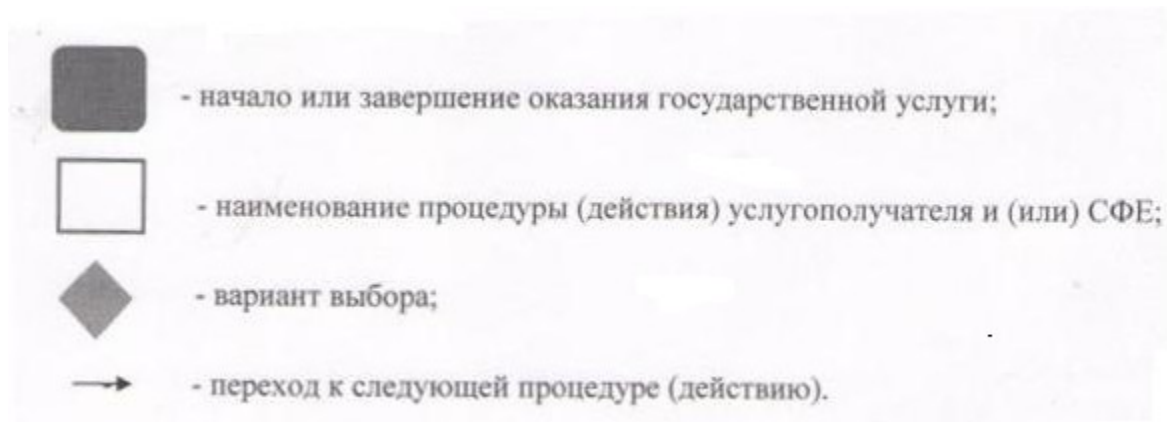 - начало или завершение оказания государственной услуги;
- наименование процедуры (действия) услугополучателя и (или) СФЕ;
- вариант выбора;
- переход к следующей процедуре (действию).